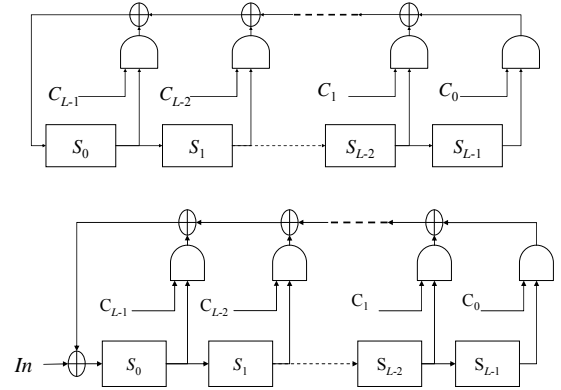 C_{L-1} C_{L-2} C_1 C_0
S_0 S_1 S_{L-2} S_{L-1}
C_{L-1} C_{L-2} C_1 C_0
In S_0 S_1 S_{L-2} S_{L-1}